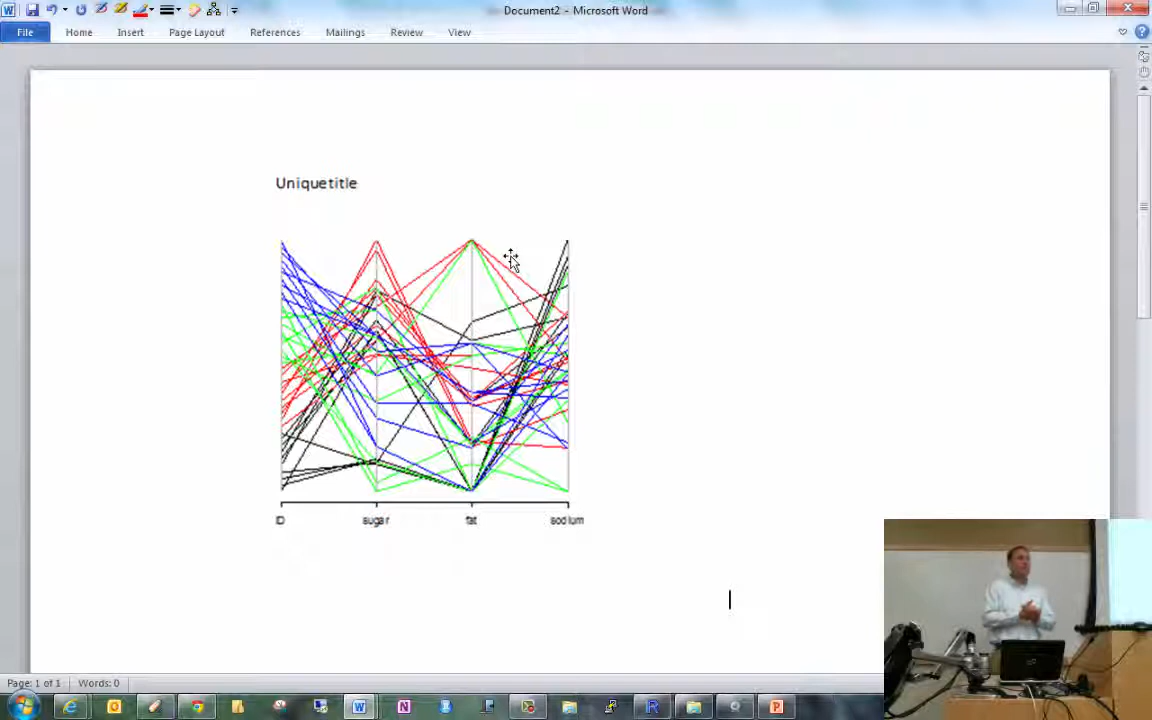 Document2 - Microsoft Word
File Home Insert Page Layout References Mailings Review View
Uniquetitle
ID sugar fat sodium
Page: 1 of 1 Words: 0